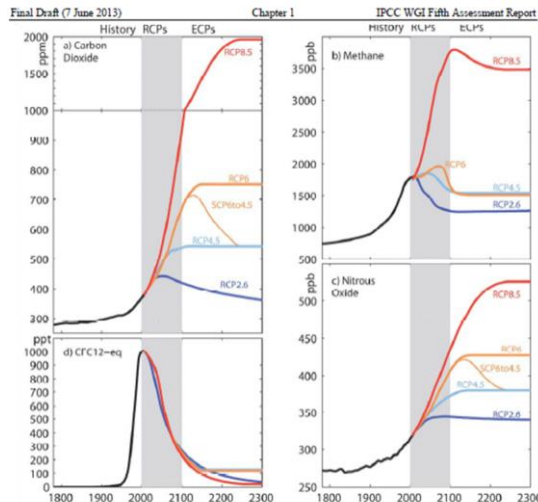 Final Draft (7 June 2013) Chapter 1 IPCC WGI Fifth Assessment Report
History RCPs ECPs
ppm
a) Carbon
Dioxide
2000
1500
1000
900
800
700
600
500
400
300
RCP8.5
RCP6
SCP6to4.5
RCP4.5
RCP2.6
ppt
d) CFC12-eq
1000
900
800
700
600
500
400
300
200
100
0
1800 1900 2000 2100 2200 2300
History RCPs ECPs
ppb
b) Methane
3500
3000
2500
2000
1500
1000
500
RCP8.5
RCP6
RCP4.5
RCP2.6
ppb
c) Nitrous
Oxide
500
450
400
350
300
250
RCP8.5
RCP6
SCP6to4.5
RCP4.5
RCP2.6
1800 1900 2000 2100 2200 2300